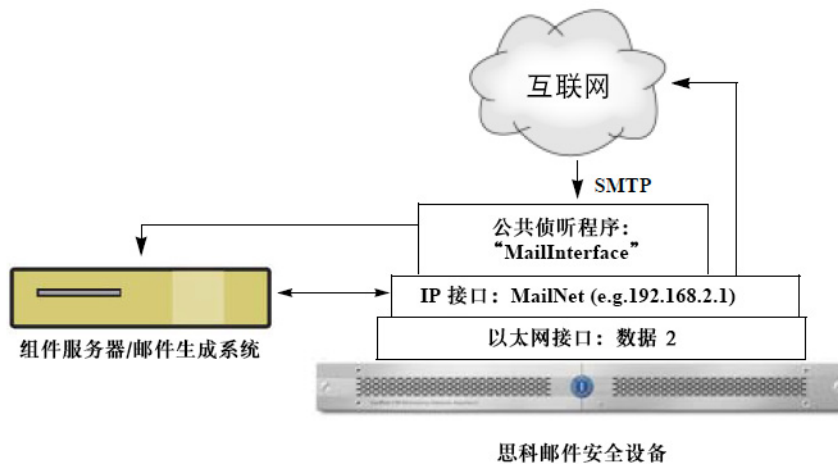 互联网
SMTP
公共侦听程序：
“MailInterface”
IP 接口：MailNet (e.g.192.168.2.1)
以太网接口：数据 2
组件服务器/邮件生成系统
思科邮件安全设备